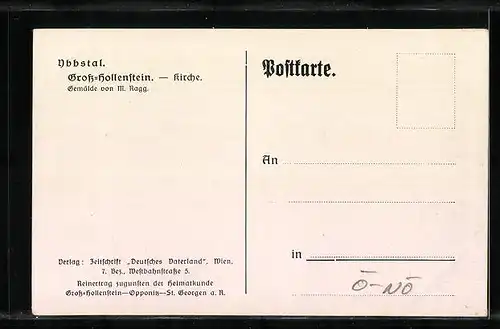 Ybbstal.
Groß-Hollenstein. — Kirche.
Gemälde von M. Ragg.
Verlag: Zeitschrift „Deutsches Vaterland", Wien,
7. Bez., Westbahnstraße 5.
Reinertrag zugunsten der Heimatkunde
Groß-Hollenstein—Opponitz—St. Georgen a. R.
Postkarte.
An
in
Ö-NÖ